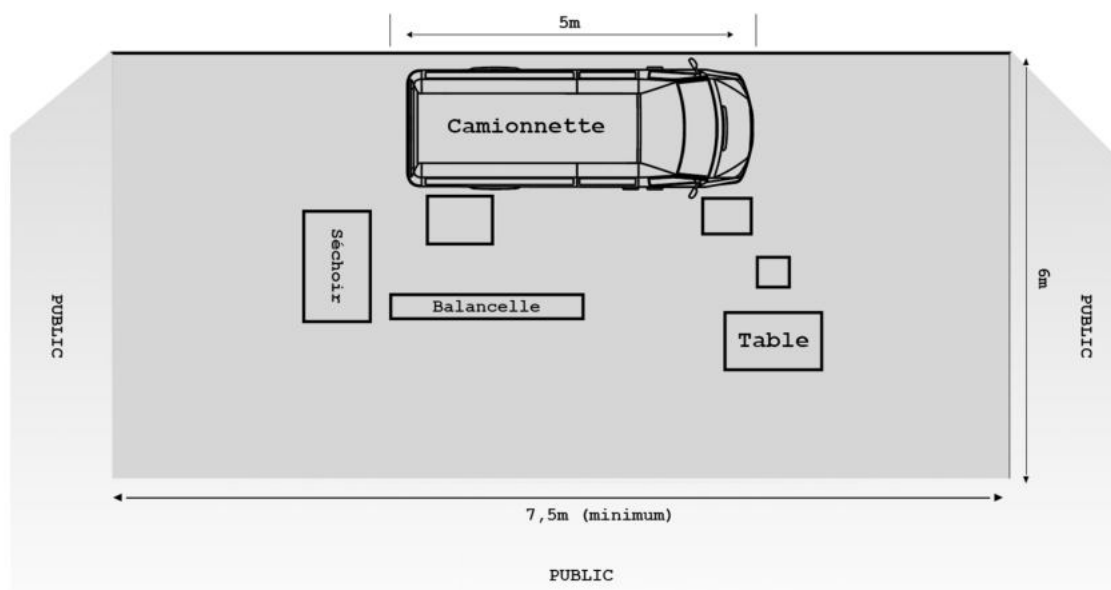 5m
Camionnette
Séchoir
Balancelle
Table
6m
PUBLIC
PUBLIC
7,5m (minimum)
PUBLIC